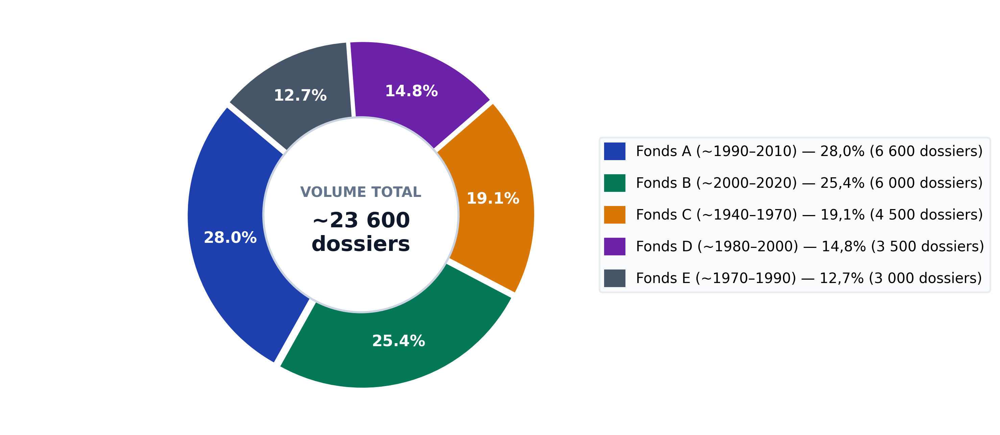 12.7%
14.8%
28.0%
19.1%
25.4%
VOLUME TOTAL
~23 600
dossiers
Fonds A (~1990–2010) — 28,0% (6 600 dossiers)
Fonds B (~2000–2020) — 25,4% (6 000 dossiers)
Fonds C (~1940–1970) — 19,1% (4 500 dossiers)
Fonds D (~1980–2000) — 14,8% (3 500 dossiers)
Fonds E (~1970–1990) — 12,7% (3 000 dossiers)